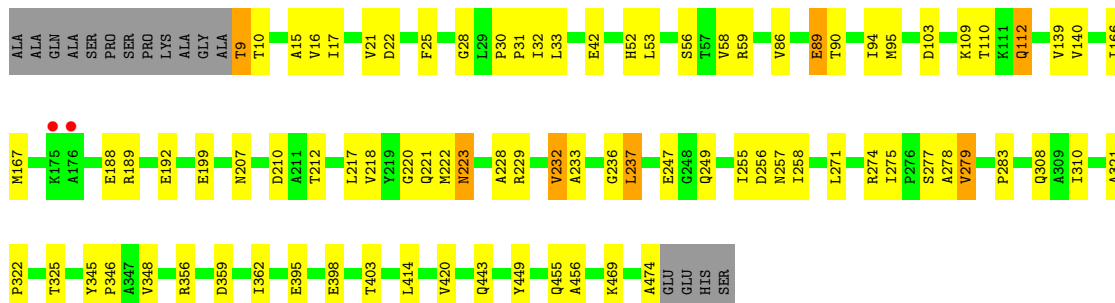 ALA ALA GLN ALA SER PRO SER PRO LYS ALA GLY ALA T9 T10 A15 V16 I17 V21 D22 F25 G28 L29 P30 P31 I32 L33 E42 H52 L53 S56 T57 V58 R59 V86 E89 T90 I94 M95 D103 K109 T110 K111 Q112 V139 V140 I166
M167 K175 A176 E188 R189 E192 E199 N207 D210 A211 T212 L217 V218 Y219 G220 Q221 M222 N223 A228 R229 V232 A233 G236 L237 E247 G248 Q249 I255 D256 N257 I258 L271 R274 I275 P276 S277 A278 V279 P283 Q308 A309 I310 A321
P322 T325 Y345 P346 A347 V348 R356 D359 I362 E395 E398 T403 L414 V420 Q443 Y449 Q455 A456 K469 A474 GLU GLU HIS SER